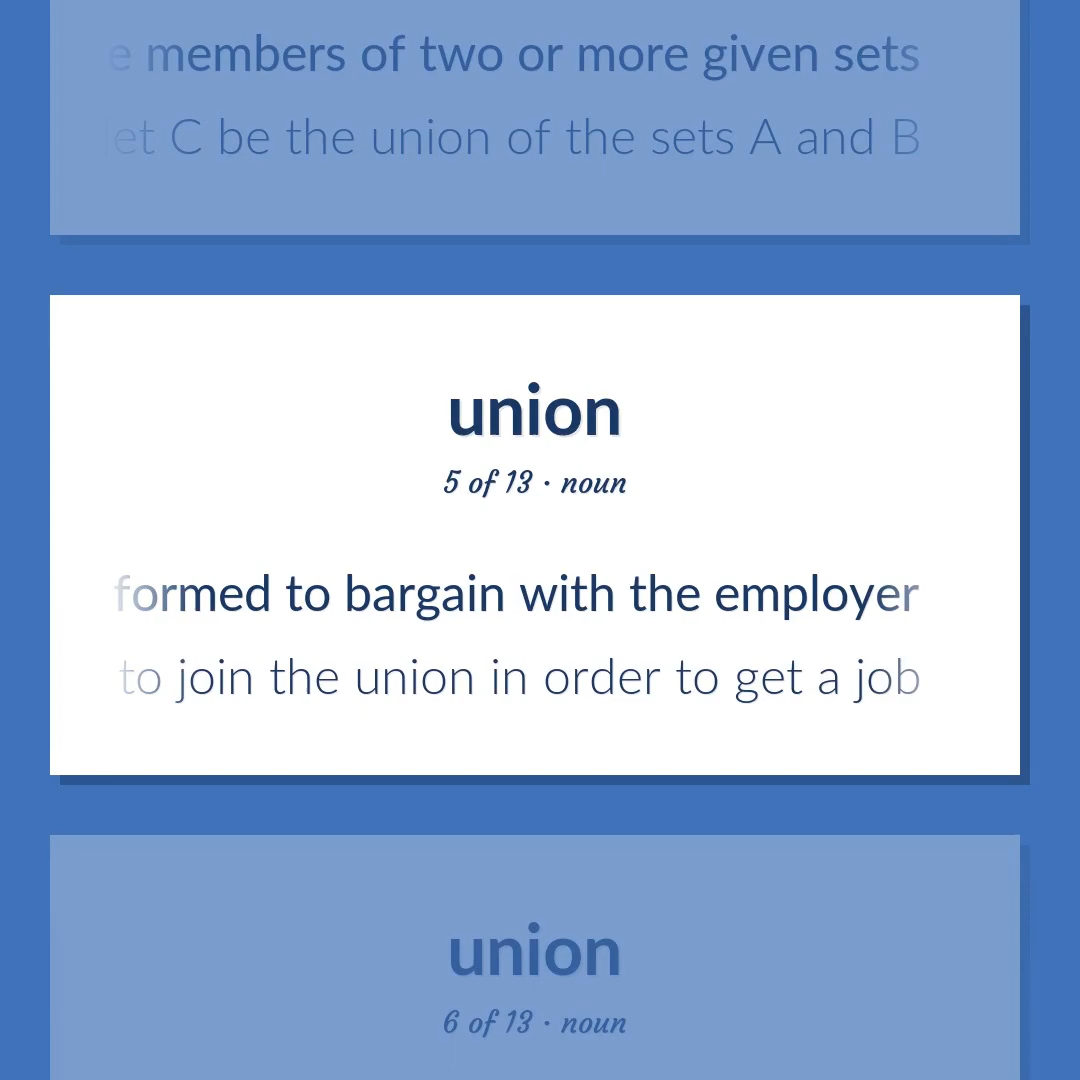 members of two or more given sets
let C be the union of the sets A and B
union
5 of 13 · noun
formed to bargain with the employer
to join the union in order to get a job
union
6 of 13 · noun